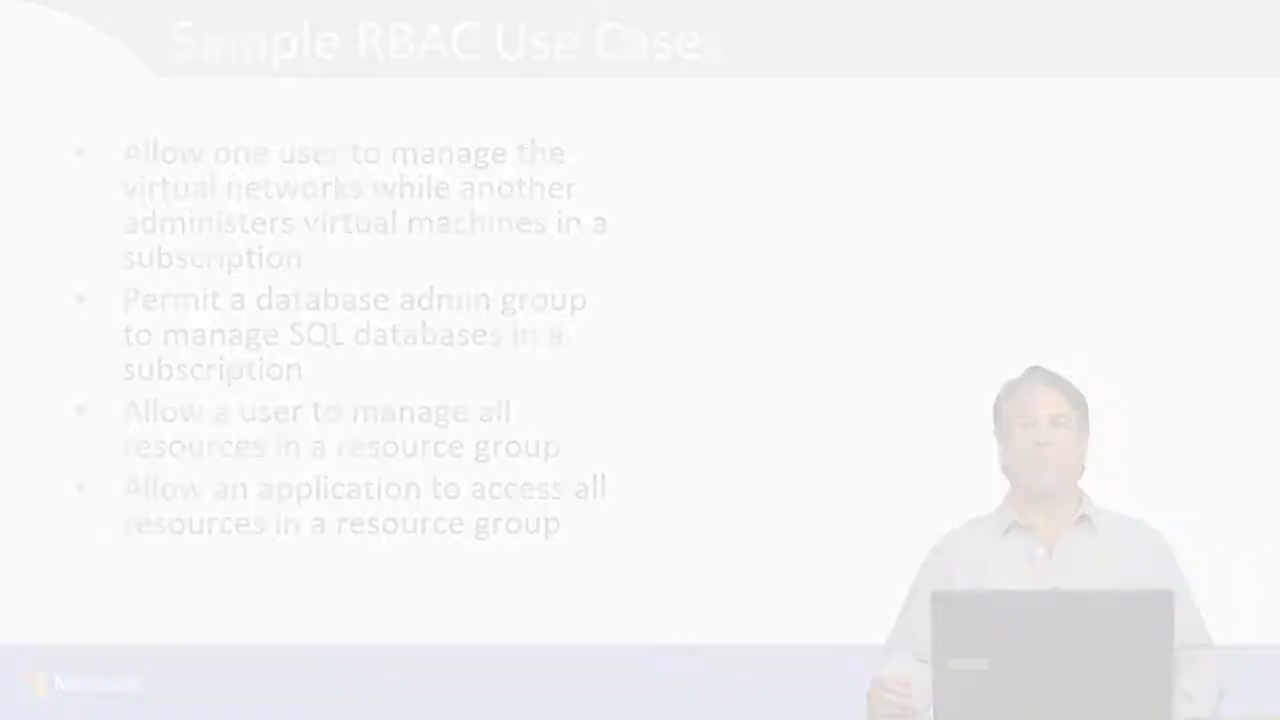 Sample RBAC Use Cases
• Allow one user to manage the
virtual networks while another
administers virtual machines in a
subscription
• Permit a database admin group
to manage SQL databases in a
subscription
• Allow a user to manage all
resources in a resource group
• Allow an application to access all
resources in a resource group
Microsoft